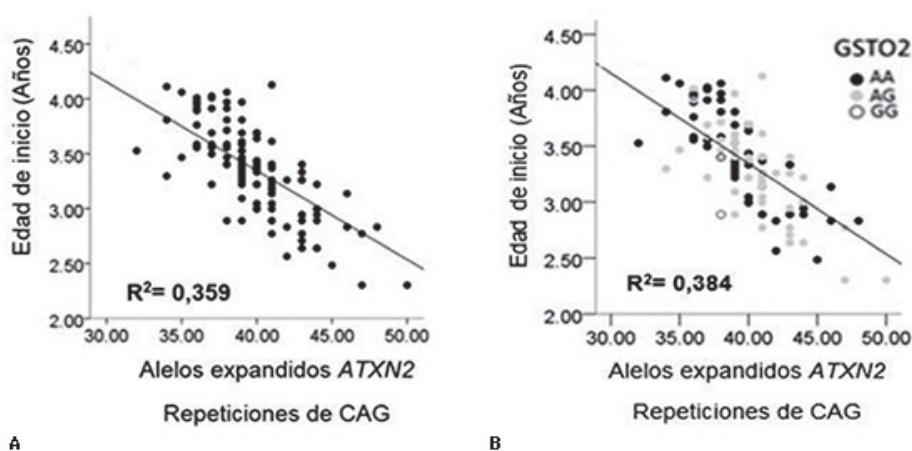 4.50
4.00
3.50
3.00
2.50
2.00
Edad de inicio (Años)
R²= 0,359
30.00 35.00 40.00 45.00 50.00
Alelos expandidos ATXN2
Repeticiones de CAG
A
4.50
4.00
3.50
3.00
2.50
2.00
Edad de inicio (Años)
GSTO2
AA
AG
GG
R²= 0,384
30.00 35.00 40.00 45.00 50.00
Alelos expandidos ATXN2
Repeticiones de CAG
B